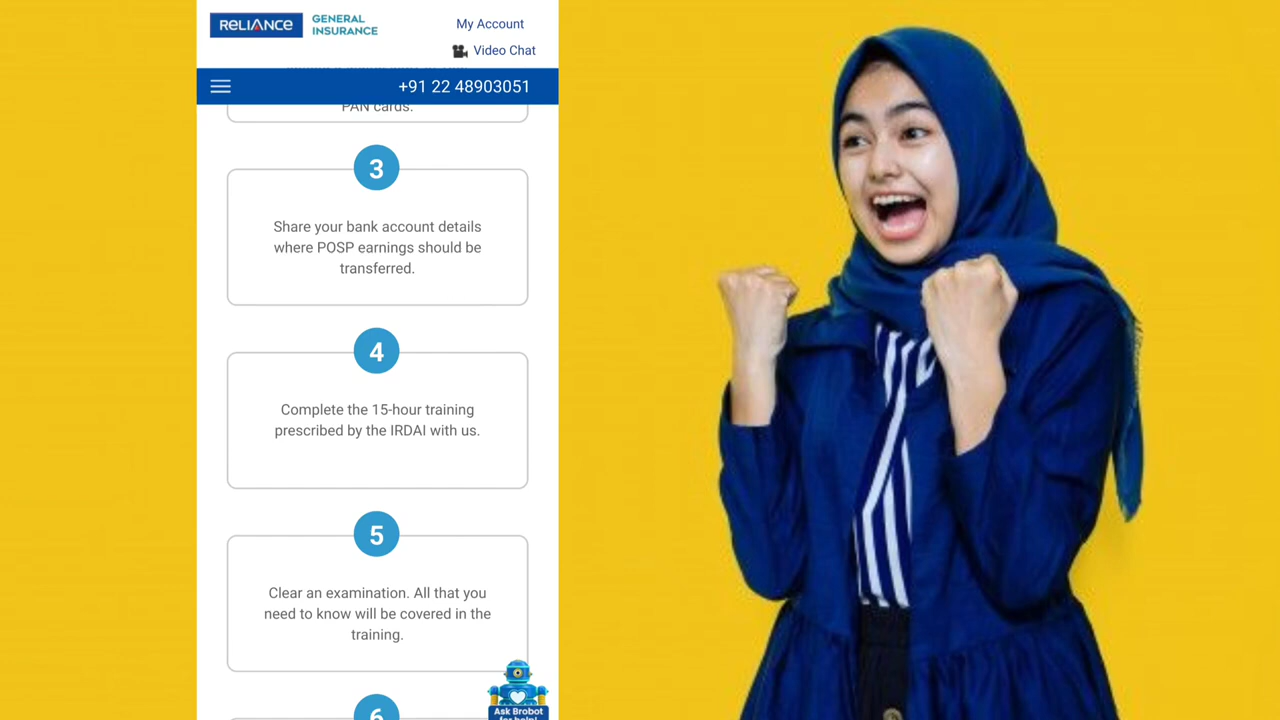 RELIANCE
GENERAL
INSURANCE
My Account
Video Chat
+91 22 48903051
PAN cards.
3
Share your bank account details
where POSP earnings should be
transferred.
4
Complete the 15-hour training
prescribed by the IRDAI with us.
5
Clear an examination. All that you
need to know will be covered in the
training.
6
Ask Brobot
for help!